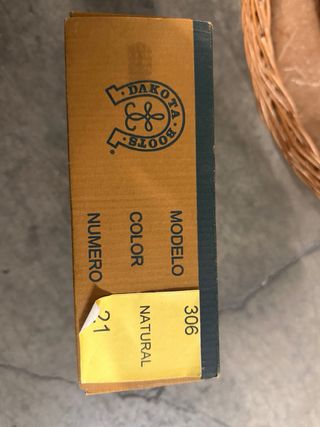 DAKOTA · BOOTS ·
MODELO 306
COLOR NATURAL
NUMERO 21